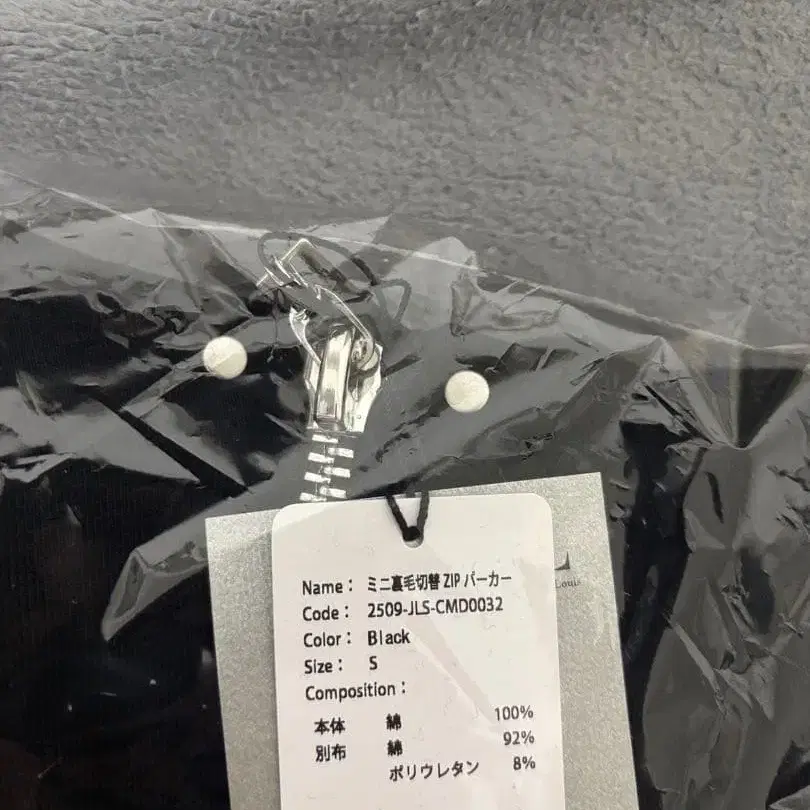 Louis
Name： ミニ裏毛切替 ZIP パーカー
Code： 2509-JLS-CMD0032
Color： Black
Size： S
Composition：
本体 綿 100%
別布 綿 92%
ポリウレタン 8%